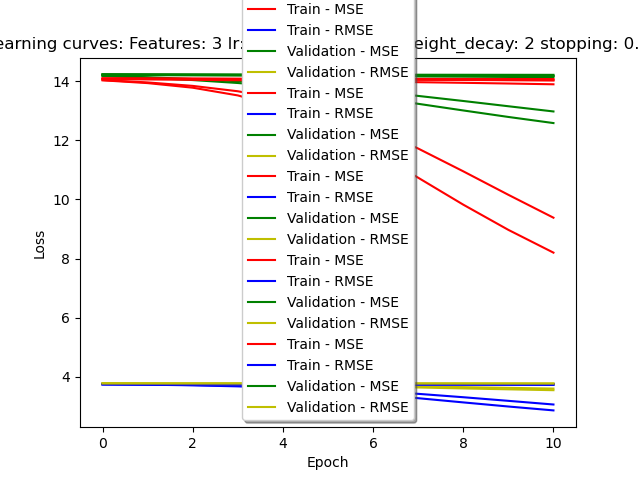 earning curves: Features: 3 lr: eight_decay: 2 stopping: 0.
Train - MSE
Train - RMSE
Validation - MSE
Validation - RMSE
Train - MSE
Train - RMSE
Validation - MSE
Validation - RMSE
Train - MSE
Train - RMSE
Validation - MSE
Validation - RMSE
Train - MSE
Train - RMSE
Validation - MSE
Validation - RMSE
Train - MSE
Train - RMSE
Validation - MSE
Validation - RMSE
14
12
10
8
6
4
Loss
0 2 4 6 8 10
Epoch